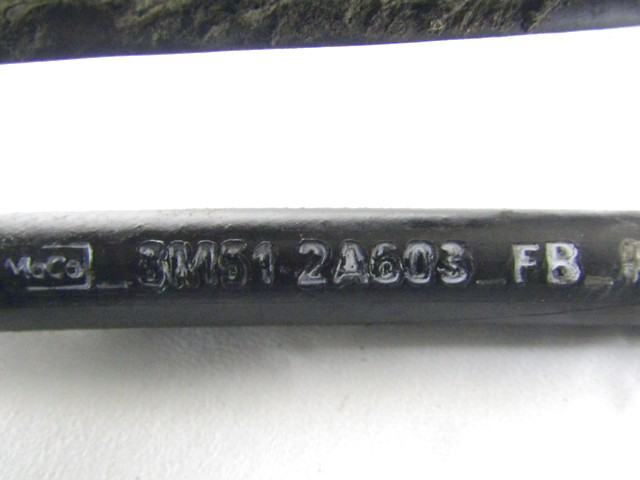 MoCo _ 3M51-2A603 _ FB _